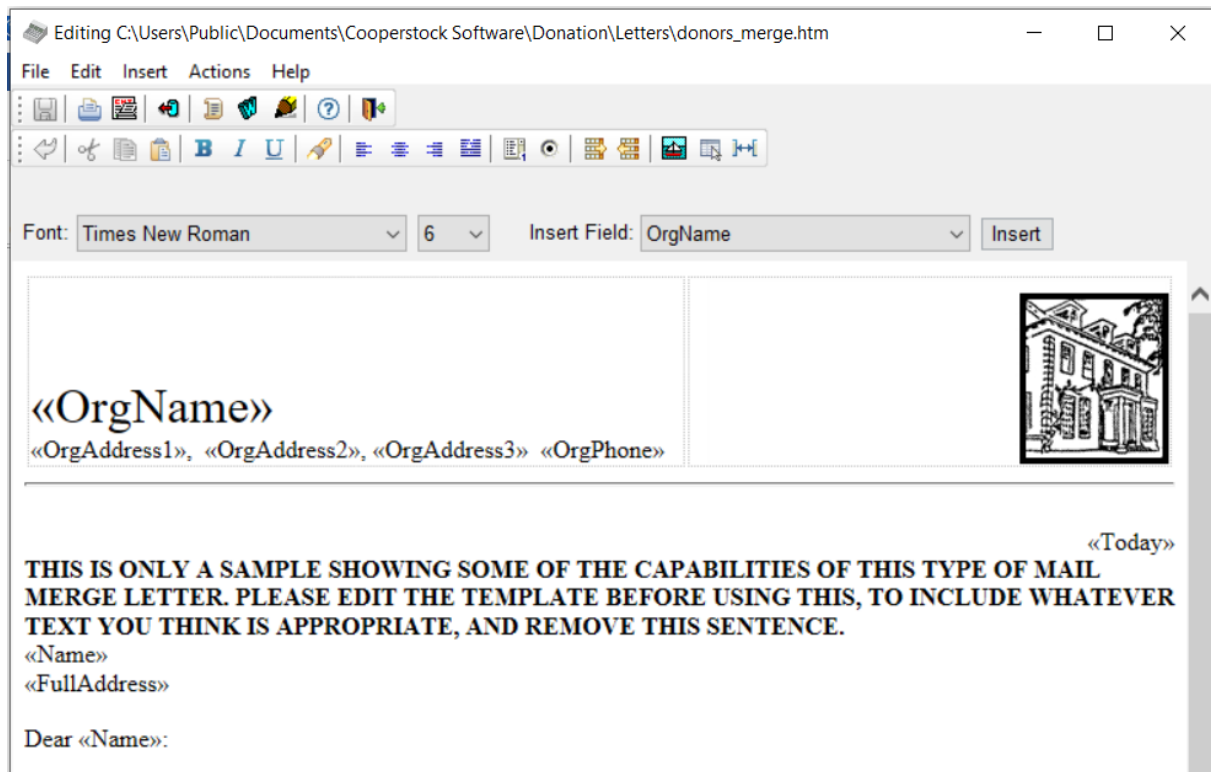 Editing C:\Users\Public\Documents\Cooperstock Software\Donation\Letters\donors_merge.htm
File Edit Insert Actions Help
B I U
Font: Times New Roman 6 Insert Field: OrgName Insert
«OrgName»
«OrgAddress1», «OrgAddress2», «OrgAddress3» «OrgPhone»
«Today»
THIS IS ONLY A SAMPLE SHOWING SOME OF THE CAPABILITIES OF THIS TYPE OF MAIL
MERGE LETTER. PLEASE EDIT THE TEMPLATE BEFORE USING THIS, TO INCLUDE WHATEVER
TEXT YOU THINK IS APPROPRIATE, AND REMOVE THIS SENTENCE.
«Name»
«FullAddress»
Dear «Name»: